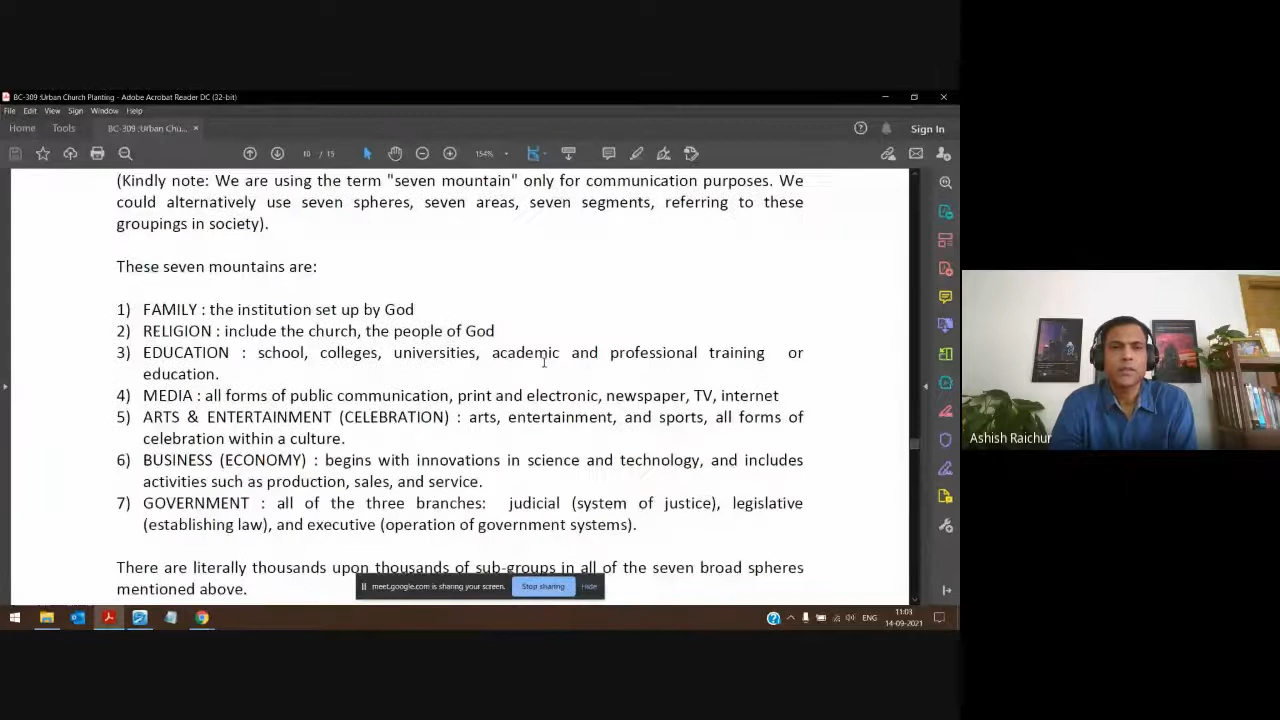 BC-309 :Urban Church Planting - Adobe Acrobat Reader DC (32-bit)
File Edit View Sign Window Help
Home Tools BC-309 :Urban Chu... × Sign In
10 / 15 154%
(Kindly note: We are using the term "seven mountain" only for communication purposes. We
could alternatively use seven spheres, seven areas, seven segments, referring to these
groupings in society).
These seven mountains are:
1) FAMILY : the institution set up by God
2) RELIGION : include the church, the people of God
3) EDUCATION : school, colleges, universities, academic and professional training or
education.
4) MEDIA : all forms of public communication, print and electronic, newspaper, TV, internet
5) ARTS & ENTERTAINMENT (CELEBRATION) : arts, entertainment, and sports, all forms of
celebration within a culture.
6) BUSINESS (ECONOMY) : begins with innovations in science and technology, and includes
activities such as production, sales, and service.
7) GOVERNMENT : all of the three branches: judicial (system of justice), legislative
(establishing law), and executive (operation of government systems).
There are literally thousands upon thousands of sub-groups in all of the seven broad spheres
mentioned above.
meet.google.com is sharing your screen. Stop sharing Hide
ENG
11:03
14-09-2021
Ashish Raichur